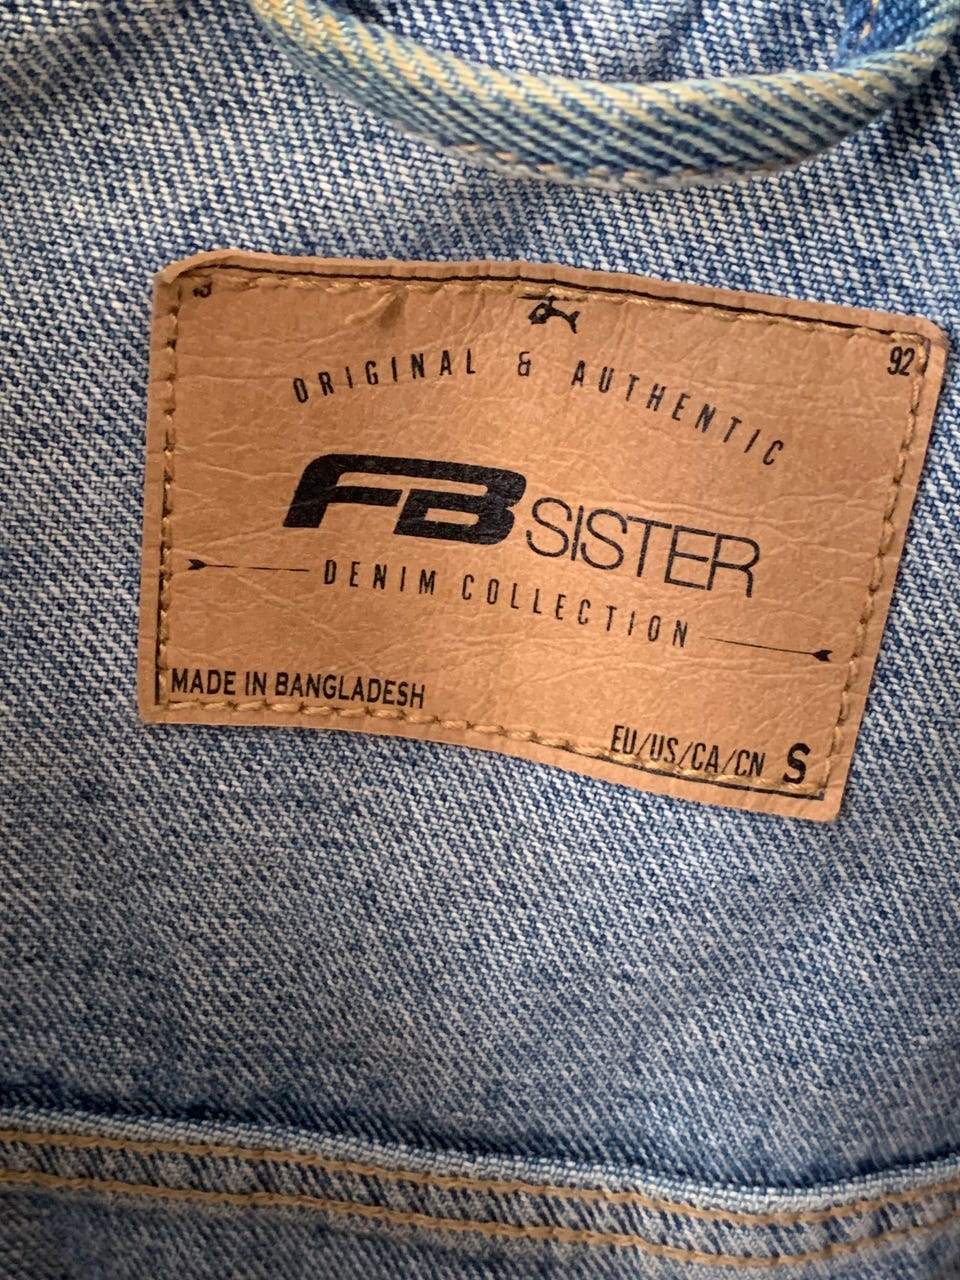 92
ORIGINAL & AUTHENTIC
FB SISTER
DENIM COLLECTION
MADE IN BANGLADESH
EU/US/CA/CN S